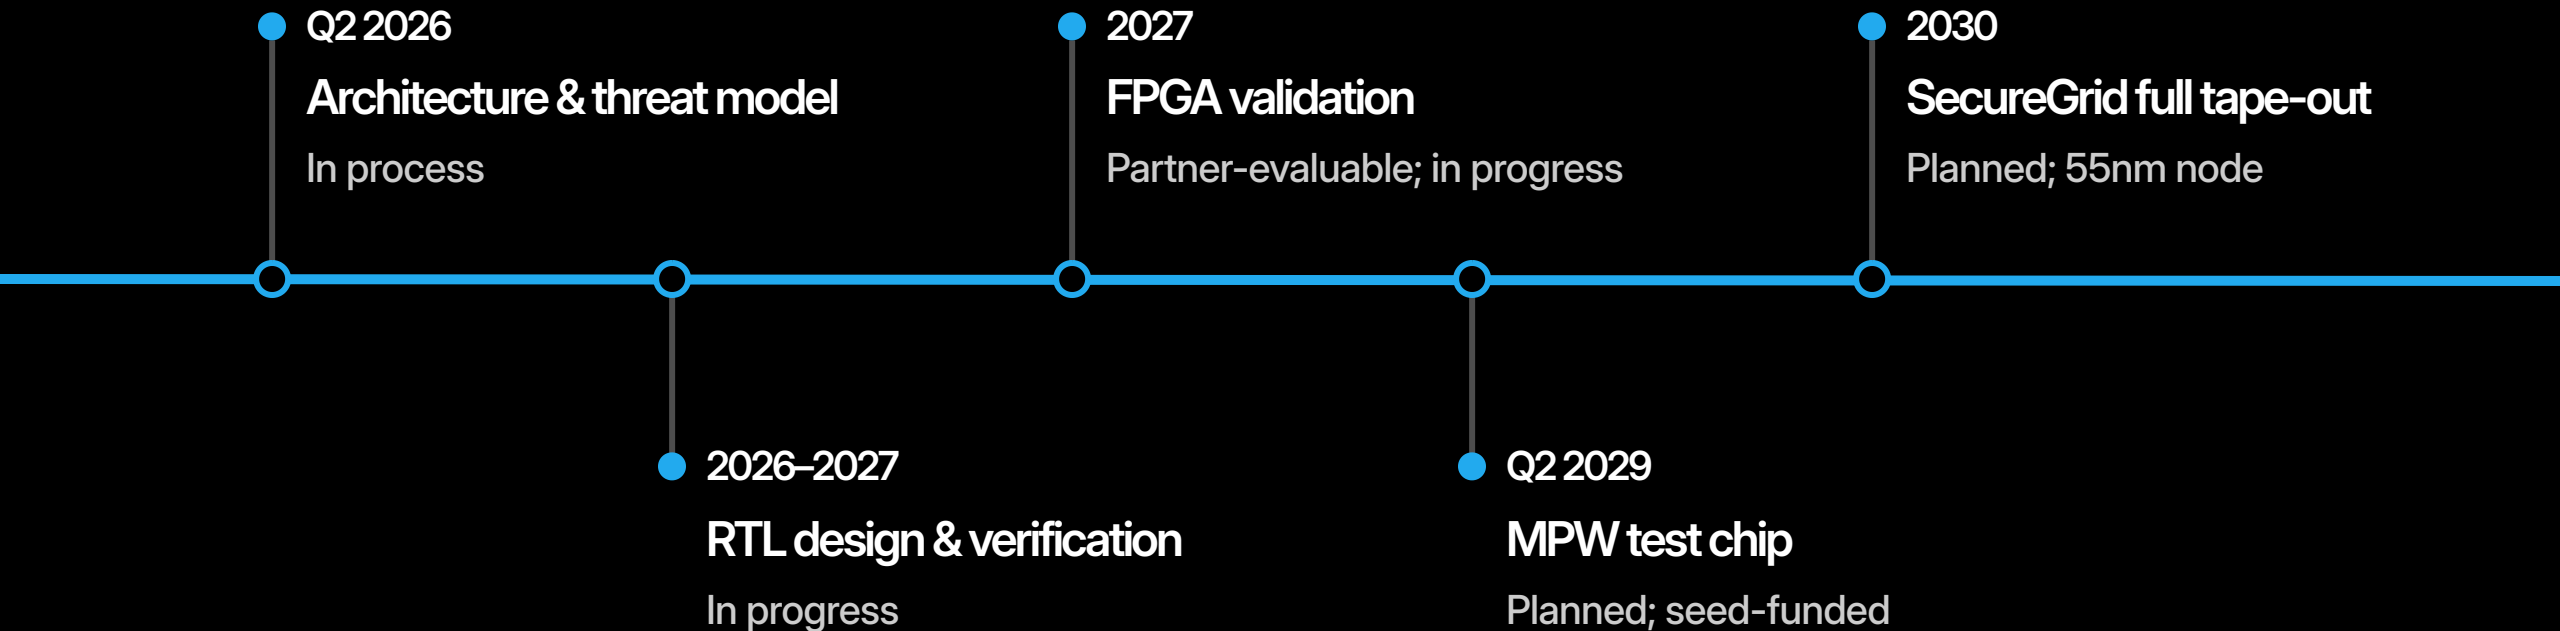 Q2 2026
Architecture & threat model
In process
2026–2027
RTL design & verification
In progress
2027
FPGA validation
Partner-evaluable; in progress
Q2 2029
MPW test chip
Planned; seed-funded
2030
SecureGrid full tape-out
Planned; 55nm node